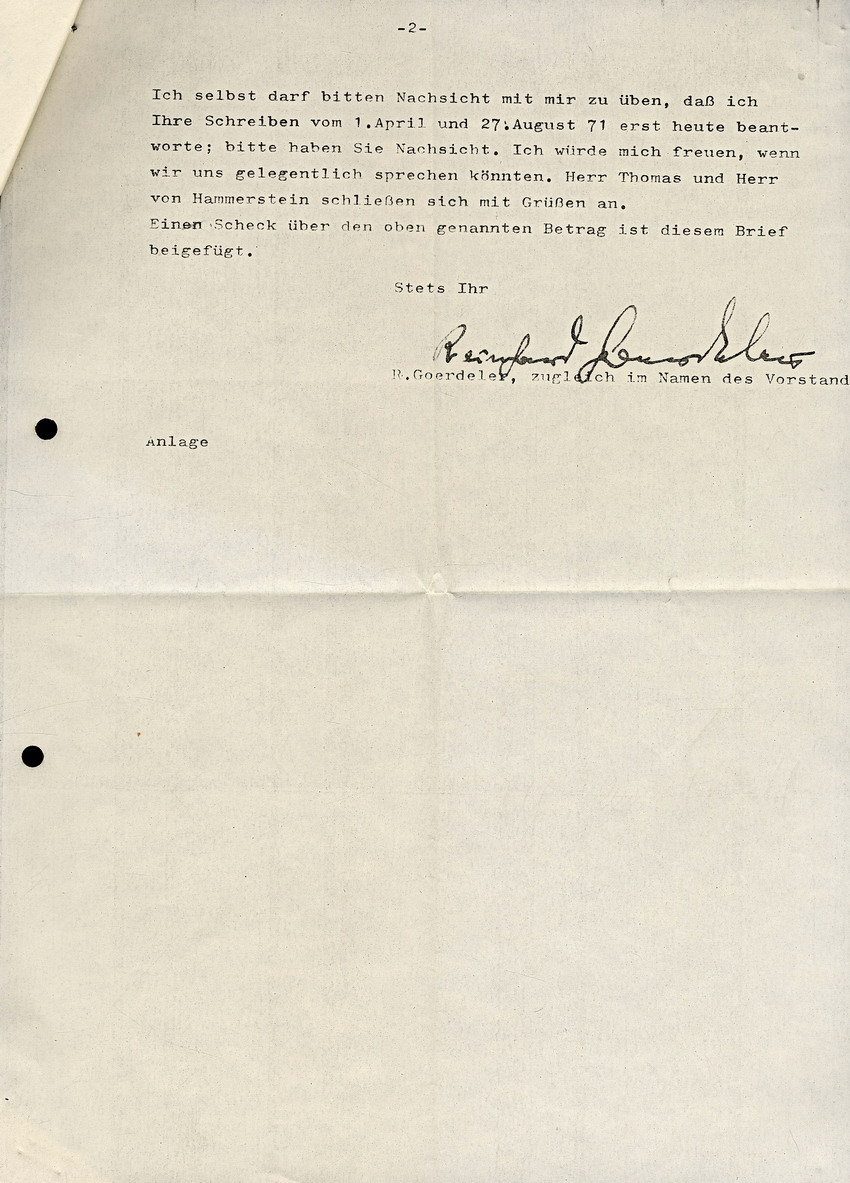 -2-
Ich selbst darf bitten Nachsicht mit mir zu üben, daß ich
Ihre Schreiben vom 1.April und 27.August 71 erst heute beant-
worte; bitte haben Sie Nachsicht. Ich würde mich freuen, wenn
wir uns gelegentlich sprechen könnten. Herr Thomas und Herr
von Hammerstein schließen sich mit Grüßen an.
Einen Scheck über den oben genannten Betrag ist diesem Brief
beigefügt.
Stets Ihr
Reinhard Goerdeler
R.Goerdeler, zugleich im Namen des Vorstand
Anlage